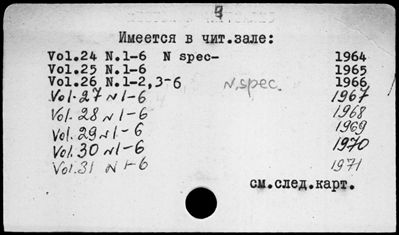 Имеется в чит.зале:
Vol.24 N.1-6 N spec- 1964
Vol.25 N.1-6 1965
Vol.26 N.1-2,3-6 N.spec. 1966
Vol.27 N1-6 1967
Vol.28 N1-6 1968
Vol.29 N1-6 1969
Vol.30 N1-6 1970
Vol.31 N1-6 1971
см.след.карт.